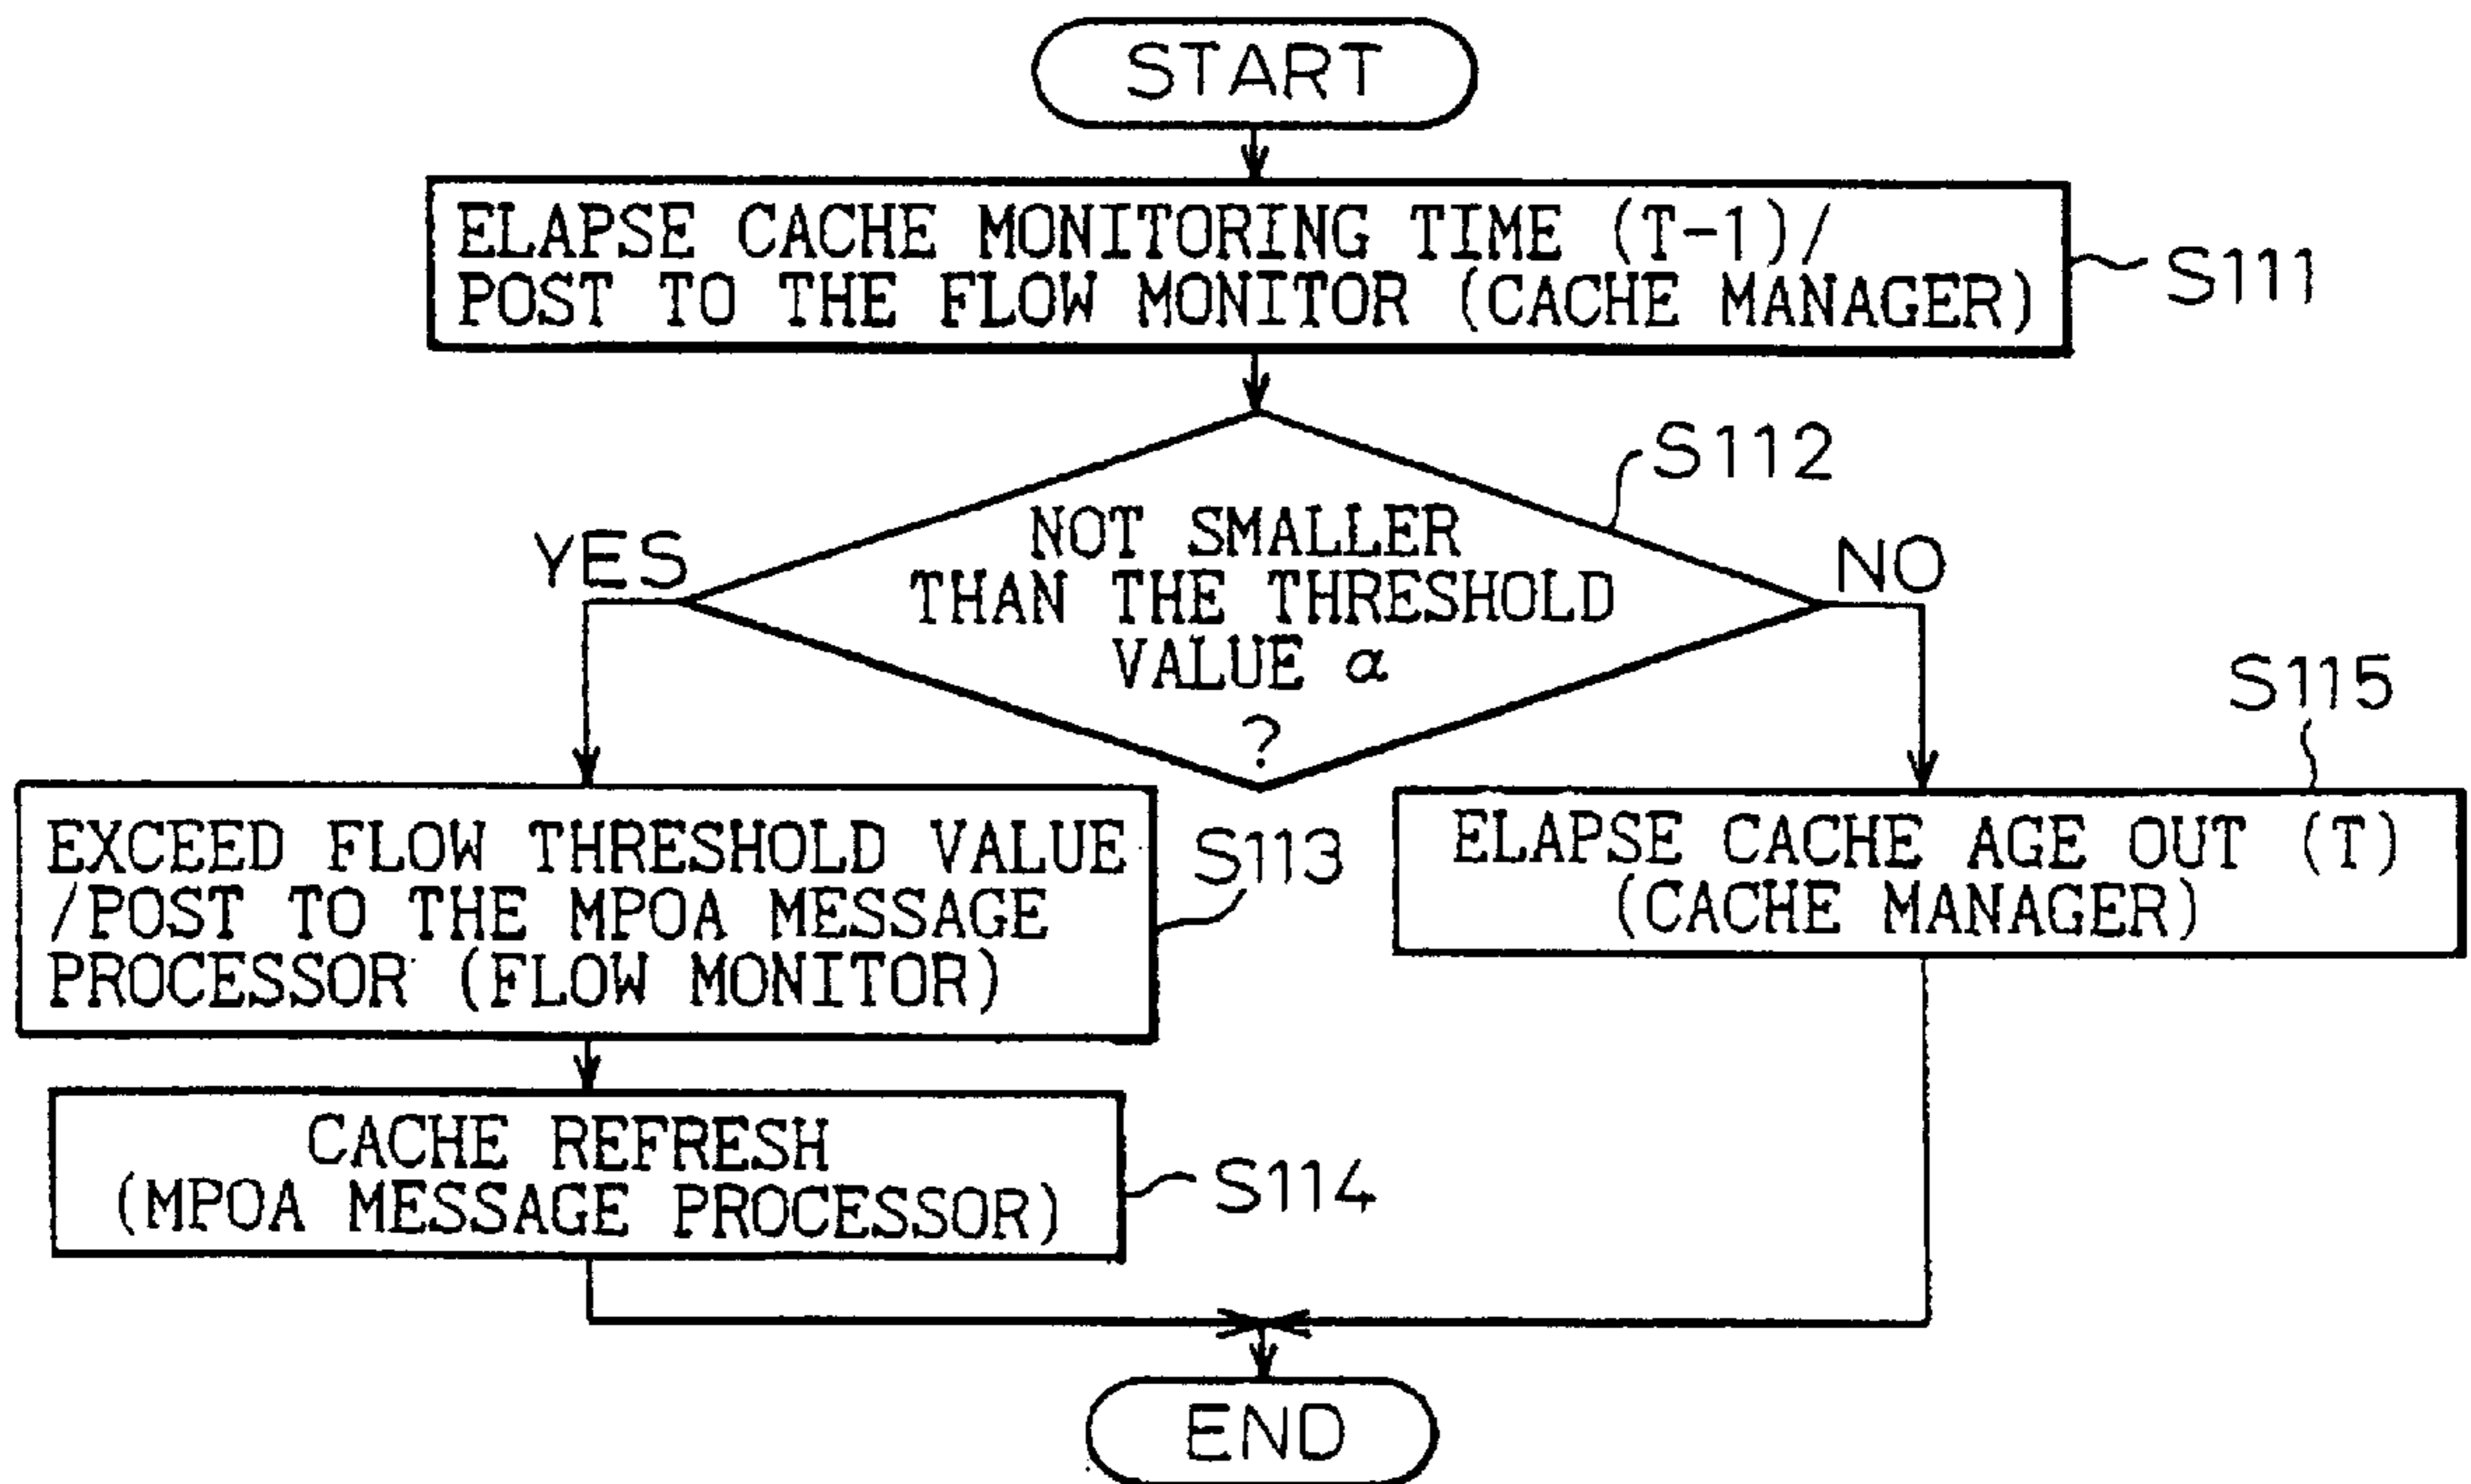 START
ELAPSE CACHE MONITORING TIME (T-1)/
POST TO THE FLOW MONITOR (CACHE MANAGER)
S111
S112
NOT SMALLER
THAN THE THRESHOLD
VALUE α
?
YES
NO
EXCEED FLOW THRESHOLD VALUE
/POST TO THE MPOA MESSAGE
PROCESSOR (FLOW MONITOR)
S113
S115
ELAPSE CACHE AGE OUT (T)
(CACHE MANAGER)
CACHE REFRESH
(MPOA MESSAGE PROCESSOR)
S114
END